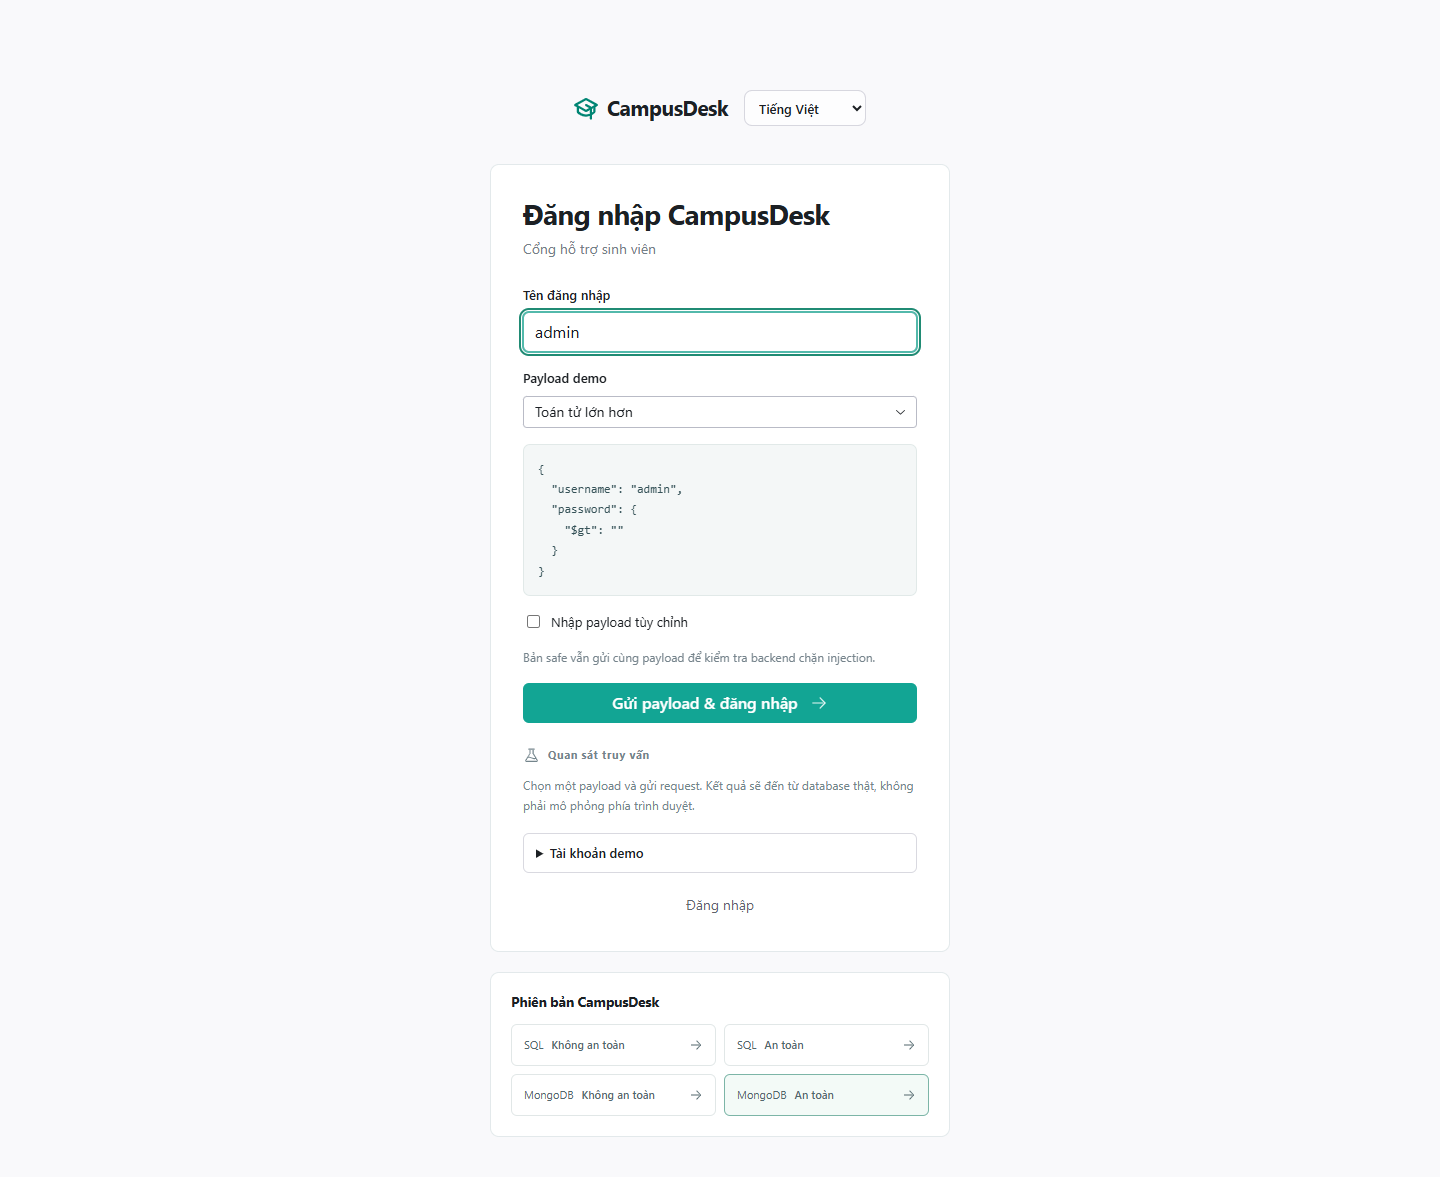 CampusDesk
Tiếng Việt
Đăng nhập CampusDesk
Cổng hỗ trợ sinh viên
Tên đăng nhập
admin
Payload demo
Toán tử lớn hơn
{
  "username": "admin",
  "password": {
    "$gt": ""
  }
}
Nhập payload tùy chỉnh
Bản safe vẫn gửi cùng payload để kiểm tra backend chặn injection.
Gửi payload & đăng nhập
Quan sát truy vấn
Chọn một payload và gửi request. Kết quả sẽ đến từ database thật, không
phải mô phỏng phía trình duyệt.
Tài khoản demo
Đăng nhập
Phiên bản CampusDesk
SQL Không an toàn
SQL An toàn
MongoDB Không an toàn
MongoDB An toàn